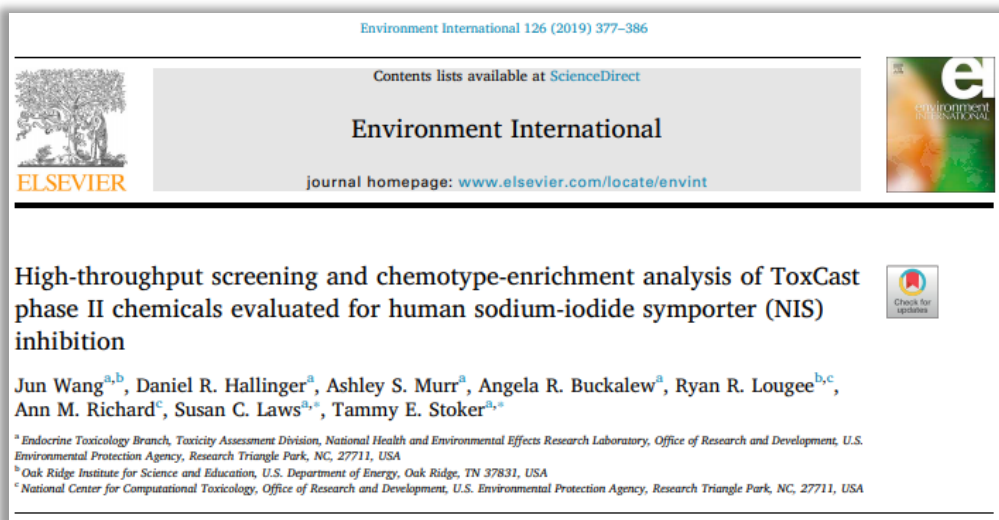 Environment International 126 (2019) 377–386
Contents lists available at ScienceDirect
Environment International
journal homepage: www.elsevier.com/locate/envint
ELSEVIER
ei
environment
INTERNATIONAL
High-throughput screening and chemotype-enrichment analysis of ToxCast
phase II chemicals evaluated for human sodium-iodide symporter (NIS)
inhibition
Check for
updates
Jun Wang a,b, Daniel R. Hallinger a, Ashley S. Murr a, Angela R. Buckalew a, Ryan R. Lougee b,c,
Ann M. Richard c, Susan C. Laws a,*, Tammy E. Stoker a,*
a Endocrine Toxicology Branch, Toxicity Assessment Division, National Health and Environmental Effects Research Laboratory, Office of Research and Development, U.S.
Environmental Protection Agency, Research Triangle Park, NC, 27711, USA
b Oak Ridge Institute for Science and Education, U.S. Department of Energy, Oak Ridge, TN 37831, USA
c National Center for Computational Toxicology, Office of Research and Development, U.S. Environmental Protection Agency, Research Triangle Park, NC, 27711, USA